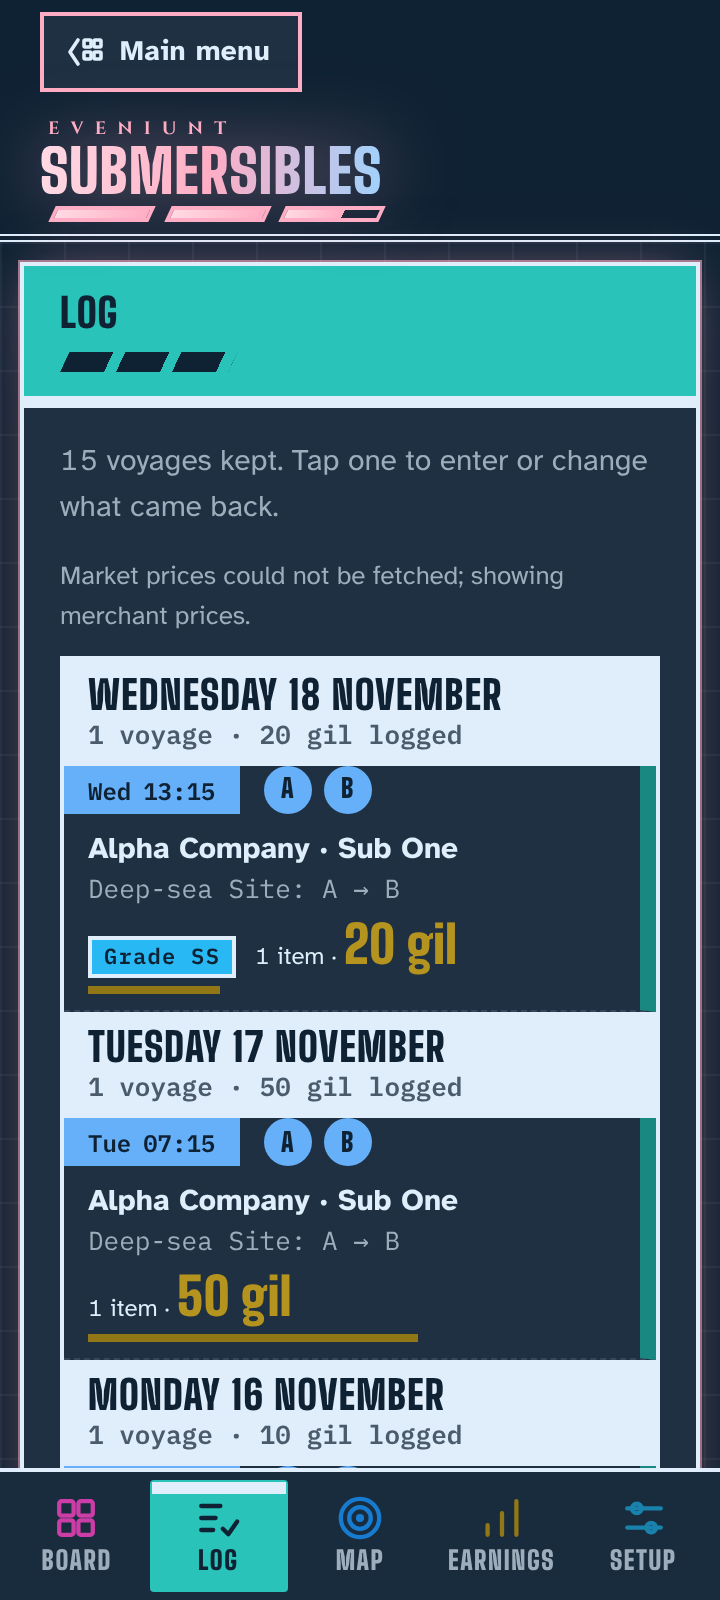 Main menu
EVENIUNT
SUBMERSIBLES
LOG
15 voyages kept. Tap one to enter or change
what came back.
Market prices could not be fetched; showing
merchant prices.
WEDNESDAY 18 NOVEMBER
1 voyage · 20 gil logged
Wed 13:15 A B
Alpha Company · Sub One
Deep-sea Site: A → B
Grade SS 1 item · 20 gil
TUESDAY 17 NOVEMBER
1 voyage · 50 gil logged
Tue 07:15 A B
Alpha Company · Sub One
Deep-sea Site: A → B
1 item · 50 gil
MONDAY 16 NOVEMBER
1 voyage · 10 gil logged
BOARD LOG MAP EARNINGS SETUP